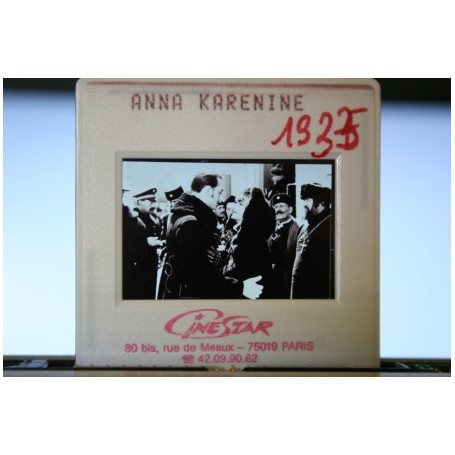 ANNA KARENINE
1935
CINESTAR
80 bis, rue de Meaux – 75019 PARIS
☎ 42.09.90.62